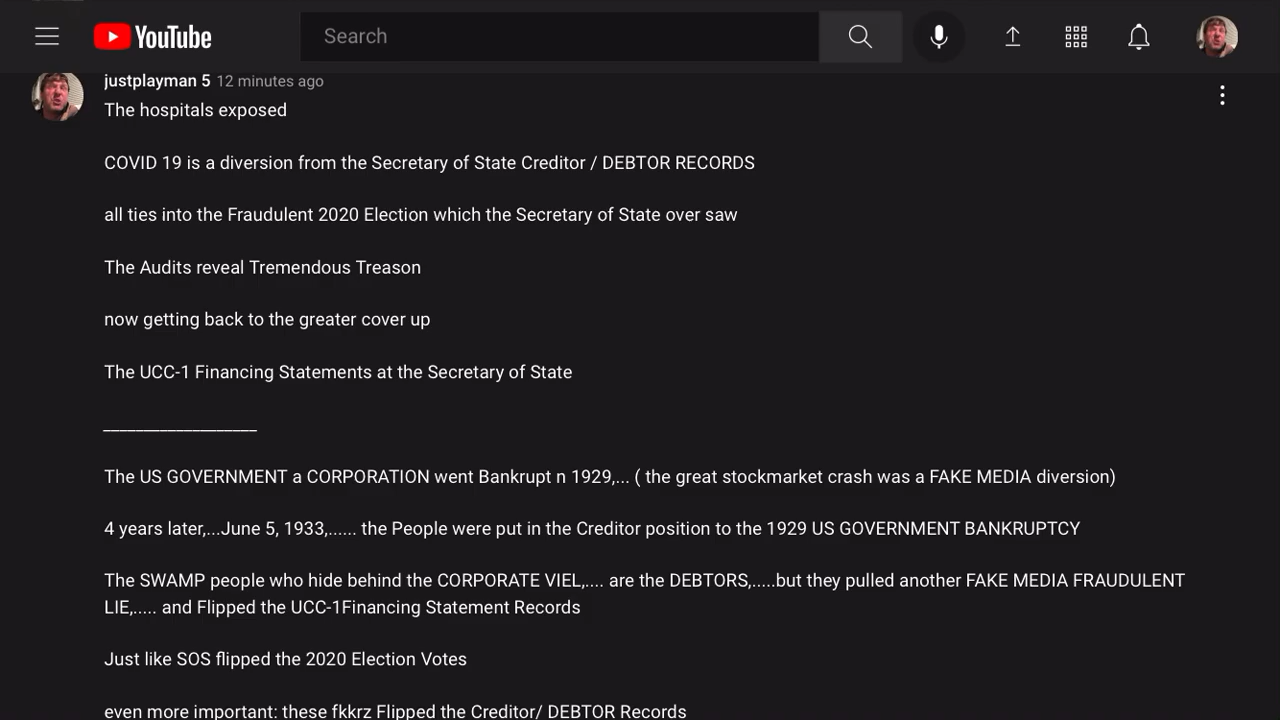 YouTube
Search
justplayman 5 12 minutes ago
The hospitals exposed
COVID 19 is a diversion from the Secretary of State Creditor / DEBTOR RECORDS
all ties into the Fraudulent 2020 Election which the Secretary of State over saw
The Audits reveal Tremendous Treason
now getting back to the greater cover up
The UCC-1 Financing Statements at the Secretary of State
___________________
The US GOVERNMENT a CORPORATION went Bankrupt n 1929,... ( the great stockmarket crash was a FAKE MEDIA diversion)
4 years later,...June 5, 1933,...... the People were put in the Creditor position to the 1929 US GOVERNMENT BANKRUPTCY
The SWAMP people who hide behind the CORPORATE VIEL,.... are the DEBTORS,.....but they pulled another FAKE MEDIA FRAUDULENT
LIE,..... and Flipped the UCC-1Financing Statement Records
Just like SOS flipped the 2020 Election Votes
even more important: these fkkrz Flipped the Creditor/ DEBTOR Records